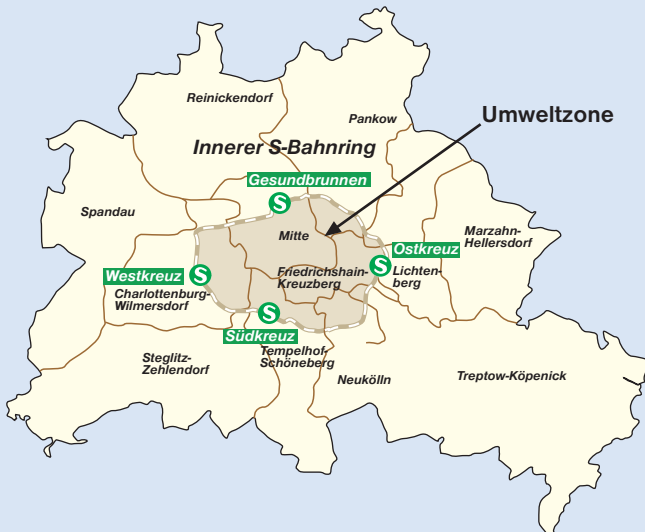 Reinickendorf
Pankow
Umweltzone
Innerer S-Bahnring
Gesundbrunnen
S
Spandau
Mitte
Marzahn-
Hellersdorf
Ostkreuz
S
Westkreuz
S
Friedrichshain-
Kreuzberg
Lichten-
berg
Charlottenburg-
Wilmersdorf
S
Südkreuz
Steglitz-
Zehlendorf
Tempelhof-
Schöneberg
Neukölln
Treptow-Köpenick